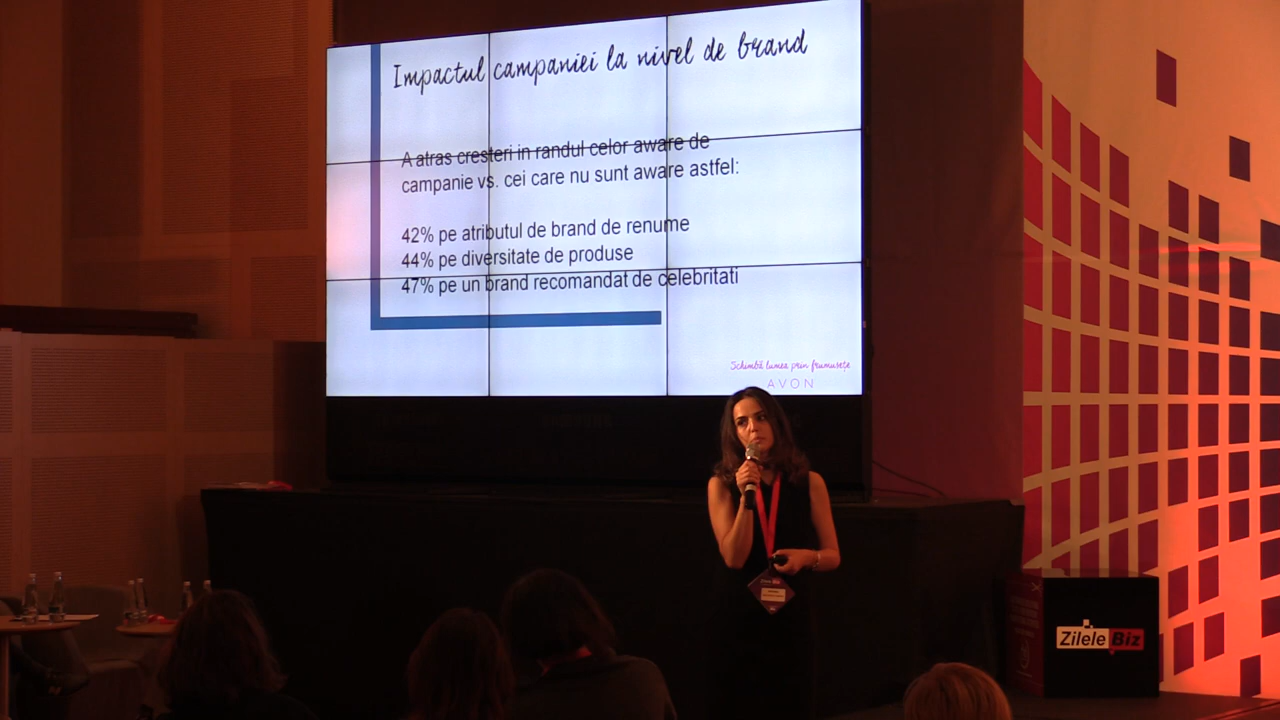 Impactul campaniei la nivel de brand
A atras cresteri in randul celor aware de
campanie vs. cei care nu sunt aware astfel:
42% pe atributul de brand de renume
44% pe diversitate de produse
47% pe un brand recomandat de celebritati
Schimbă lumea prin frumusețe
AVON
Zilele Biz